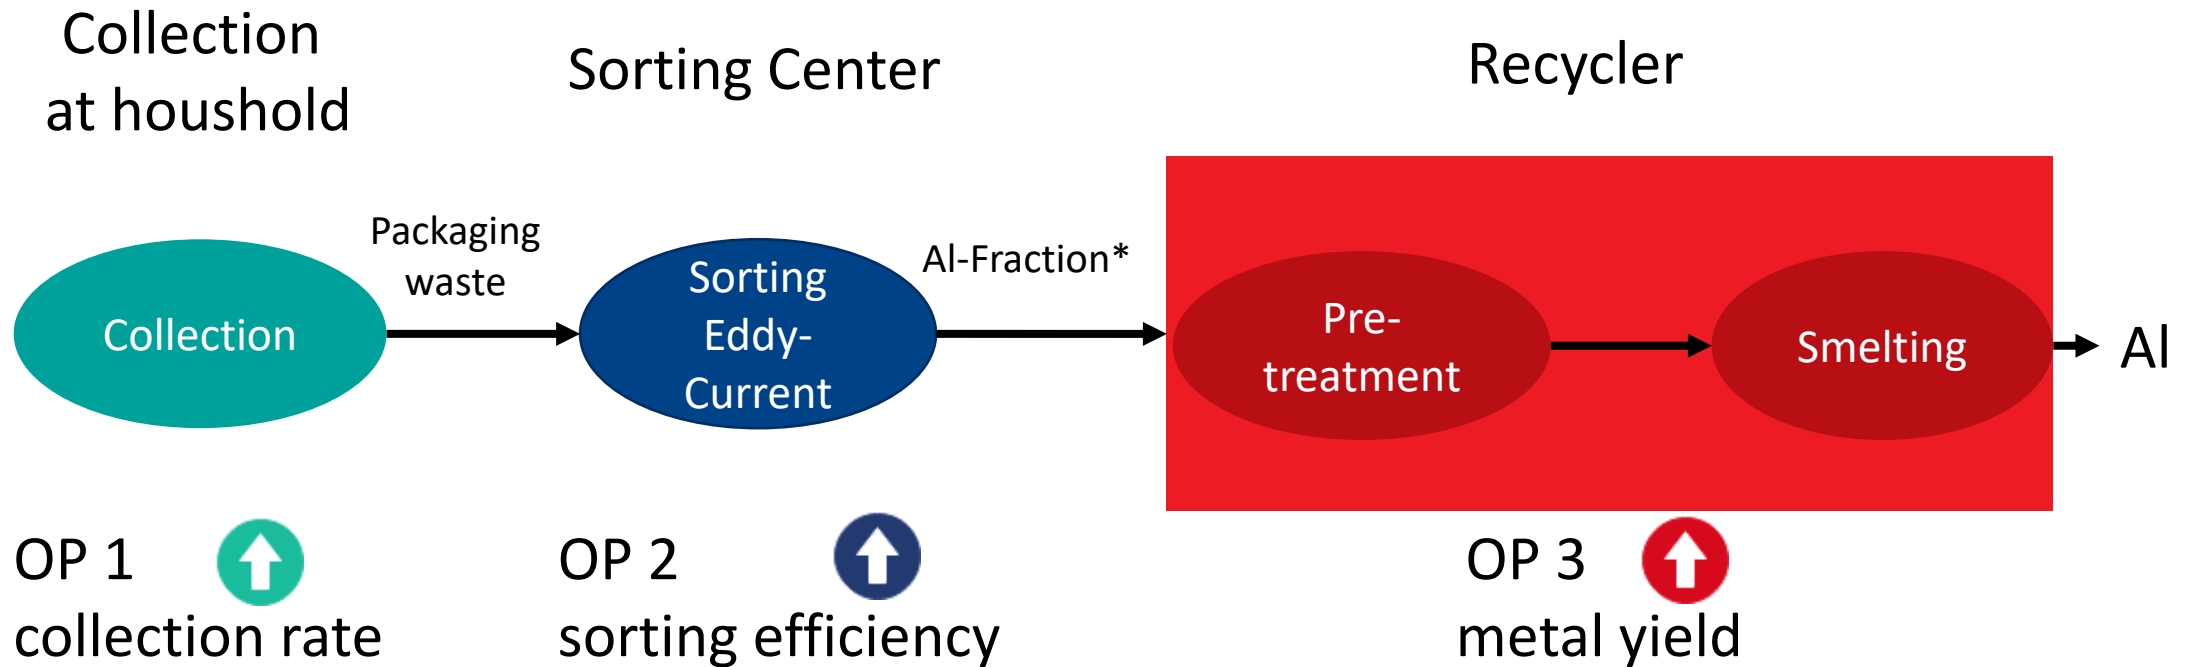 Collection
at houshold
Sorting Center
Recycler
Collection
Packaging
waste
Sorting
Eddy-
Current
Al-Fraction*
Pre-
treatment
Smelting
Al
OP 1
collection rate
OP 2
sorting efficiency
OP 3
metal yield